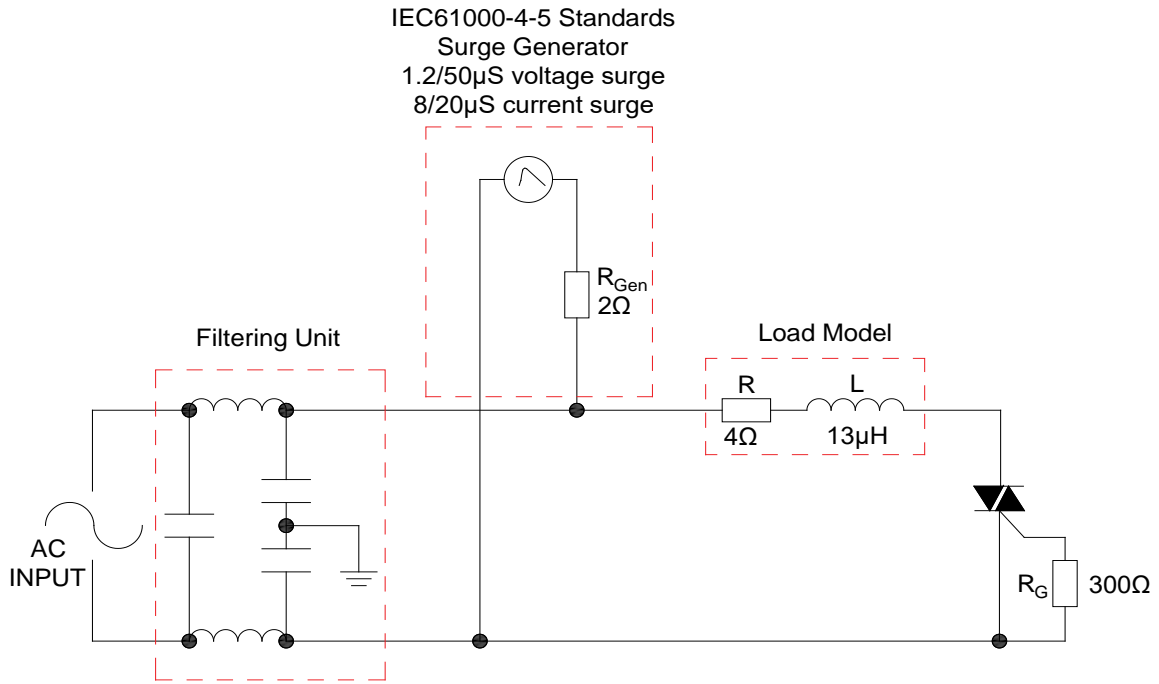 IEC61000-4-5 Standards
Surge Generator
1.2/50µS voltage surge
8/20µS current surge
RGen
2Ω
Filtering Unit
Load Model
R
L
4Ω
13µH
AC
INPUT
RG
300Ω